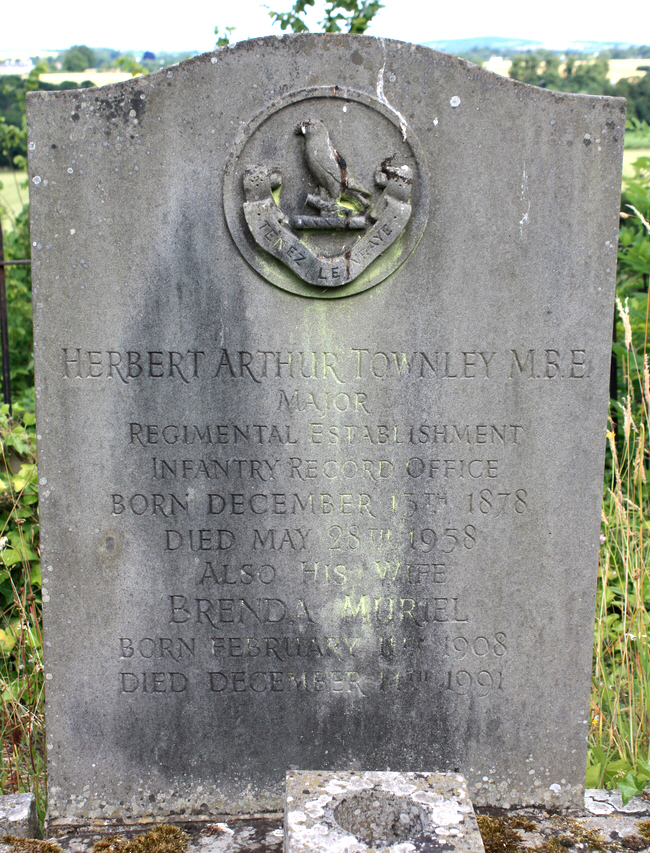 TENEZ LE VRAYE
HERBERT ARTHUR TOWNLEY M.B.E.
MAJOR
REGIMENTAL ESTABLISHMENT
INFANTRY RECORD OFFICE
BORN DECEMBER 1878
DIED MAY 28TH 1958
ALSO HIS WIFE
BRENDA MURIEL
BORN FEBRUARY 1908
DIED DECEMBER 14TH 1991